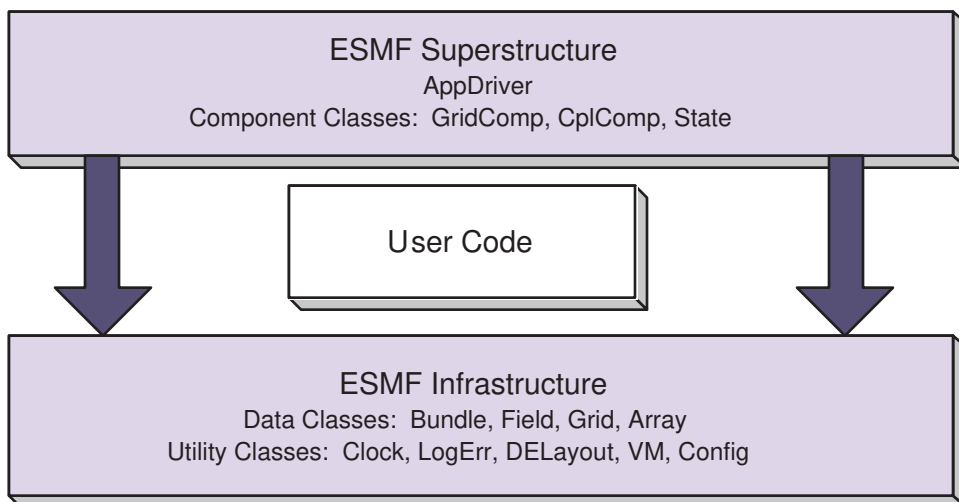 ESMF Superstructure
AppDriver
Component Classes: GridComp, CplComp, State
User Code
ESMF Infrastructure
Data Classes: Bundle, Field, Grid, Array
Utility Classes: Clock, LogErr, DELayout, VM, Config